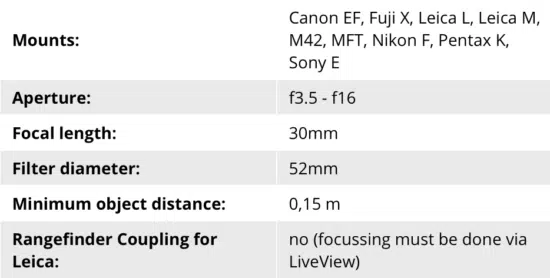 Mounts:
Canon EF, Fuji X, Leica L, Leica M,
M42, MFT, Nikon F, Pentax K,
Sony E
Aperture:
f3.5 - f16
Focal length:
30mm
Filter diameter:
52mm
Minimum object distance:
0,15 m
Rangefinder Coupling for
Leica:
no (focussing must be done via
LiveView)